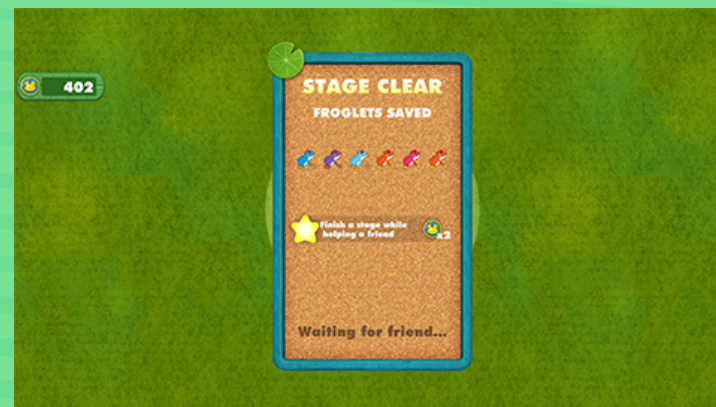 402
STAGE CLEAR
FROGLETS SAVED
Finish a stage while
helping a friend
x2
Waiting for friend...